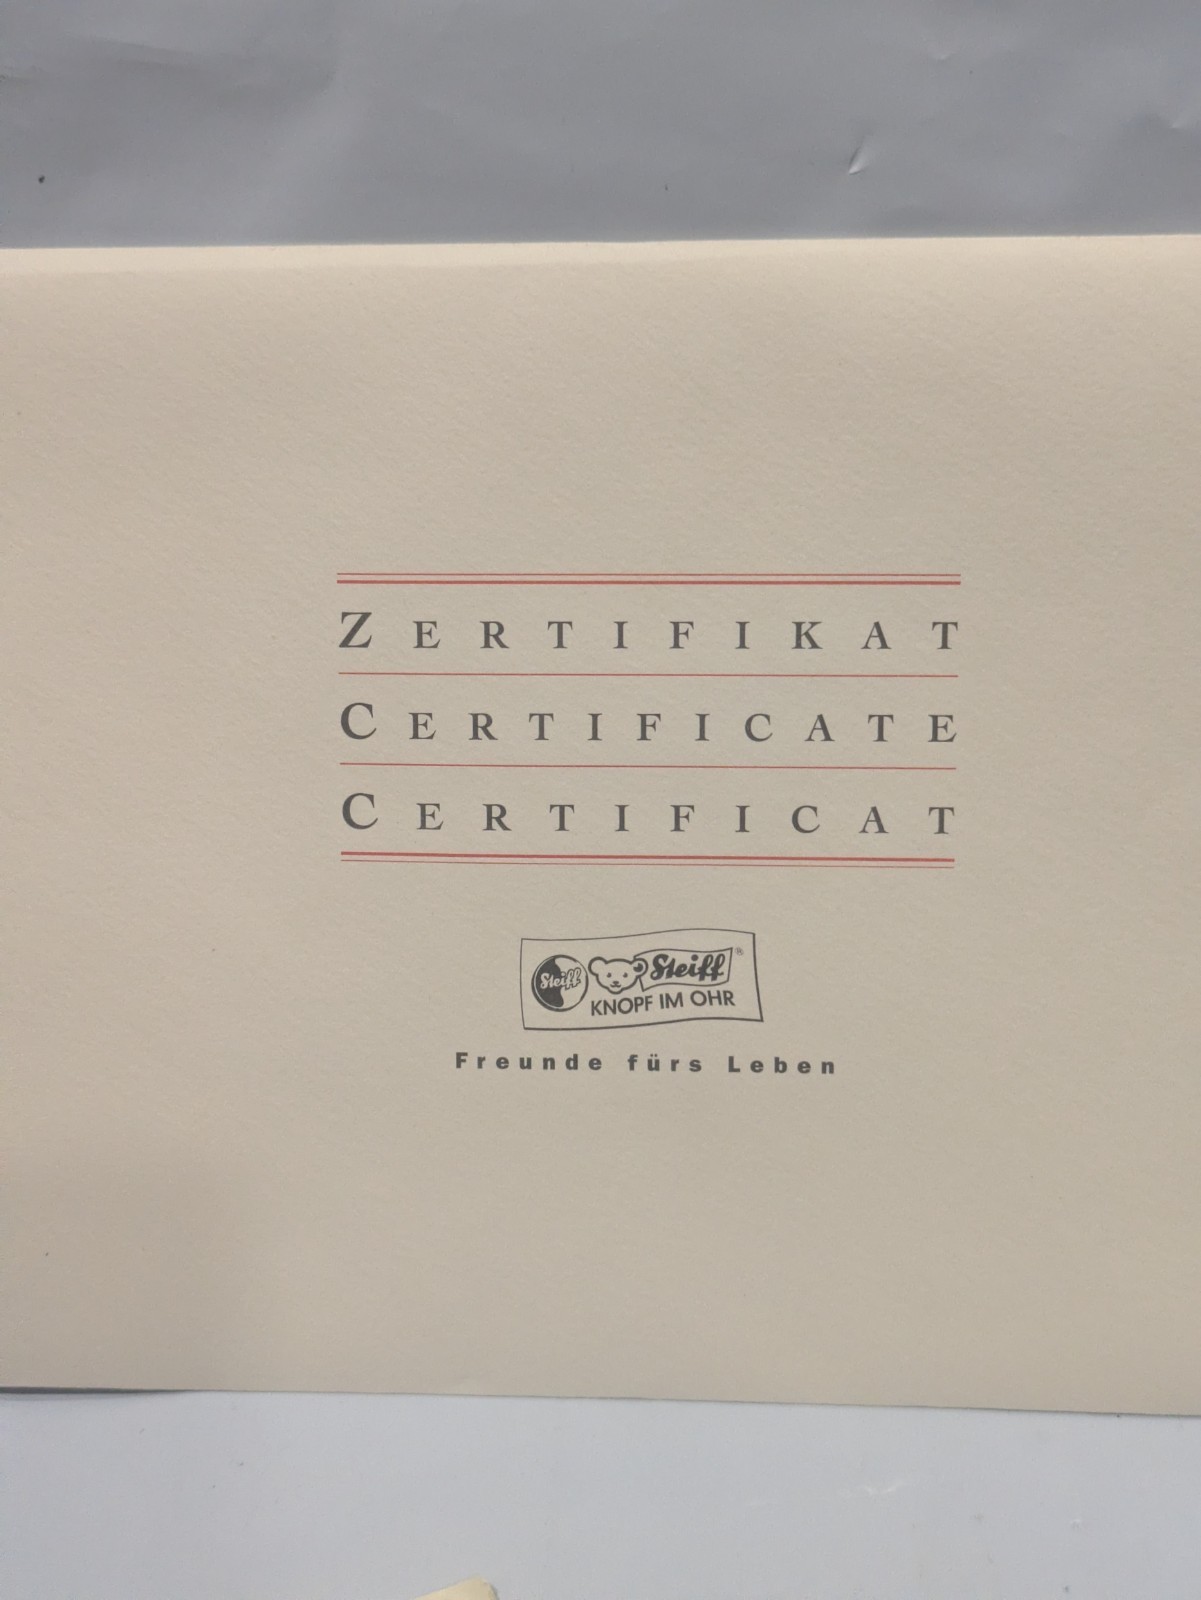 ZERTIFIKAT
CERTIFICATE
CERTIFICAT
Steiff Steiff®
KNOPF IM OHR
Freunde fürs Leben